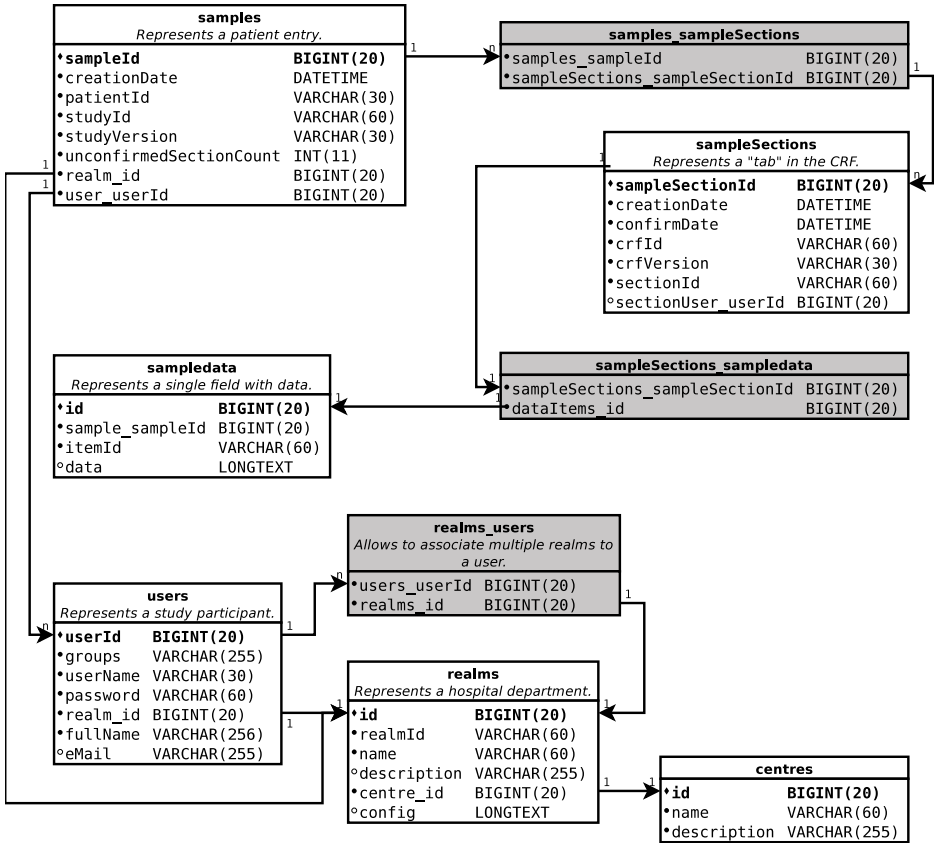 samples
Represents a patient entry.
sampleId BIGINT(20)
creationDate DATETIME
patientId VARCHAR(30)
studyId VARCHAR(60)
studyVersion VARCHAR(30)
unconfirmedSectionCount INT(11)
realm_id BIGINT(20)
user_userId BIGINT(20)
1
1
1
n
samples_sampleSections
samples_sampleId BIGINT(20)
sampleSections_sampleSectionId BIGINT(20)
1
n
1
sampleSections
Represents a "tab" in the CRF.
sampleSectionId BIGINT(20)
creationDate DATETIME
confirmDate DATETIME
crfId VARCHAR(60)
crfVersion VARCHAR(30)
sectionId VARCHAR(60)
sectionUser_userId BIGINT(20)
sampledata
Represents a single field with data.
id BIGINT(20)
sample_sampleId BIGINT(20)
itemId VARCHAR(60)
data LONGTEXT
1
1
1
sampleSections_sampledata
sampleSections_sampleSectionId BIGINT(20)
dataItems_id BIGINT(20)
realms_users
Allows to associate multiple realms to
a user.
users_userId BIGINT(20)
realms_id BIGINT(20)
n
1
users
Represents a study participant.
userId BIGINT(20)
groups VARCHAR(255)
userName VARCHAR(30)
password VARCHAR(60)
realm_id BIGINT(20)
fullName VARCHAR(256)
eMail VARCHAR(255)
n
1
1
realms
Represents a hospital department.
id BIGINT(20)
realmId VARCHAR(60)
name VARCHAR(60)
description VARCHAR(255)
centre_id BIGINT(20)
config LONGTEXT
1
1
1
1
centres
id BIGINT(20)
name VARCHAR(60)
description VARCHAR(255)